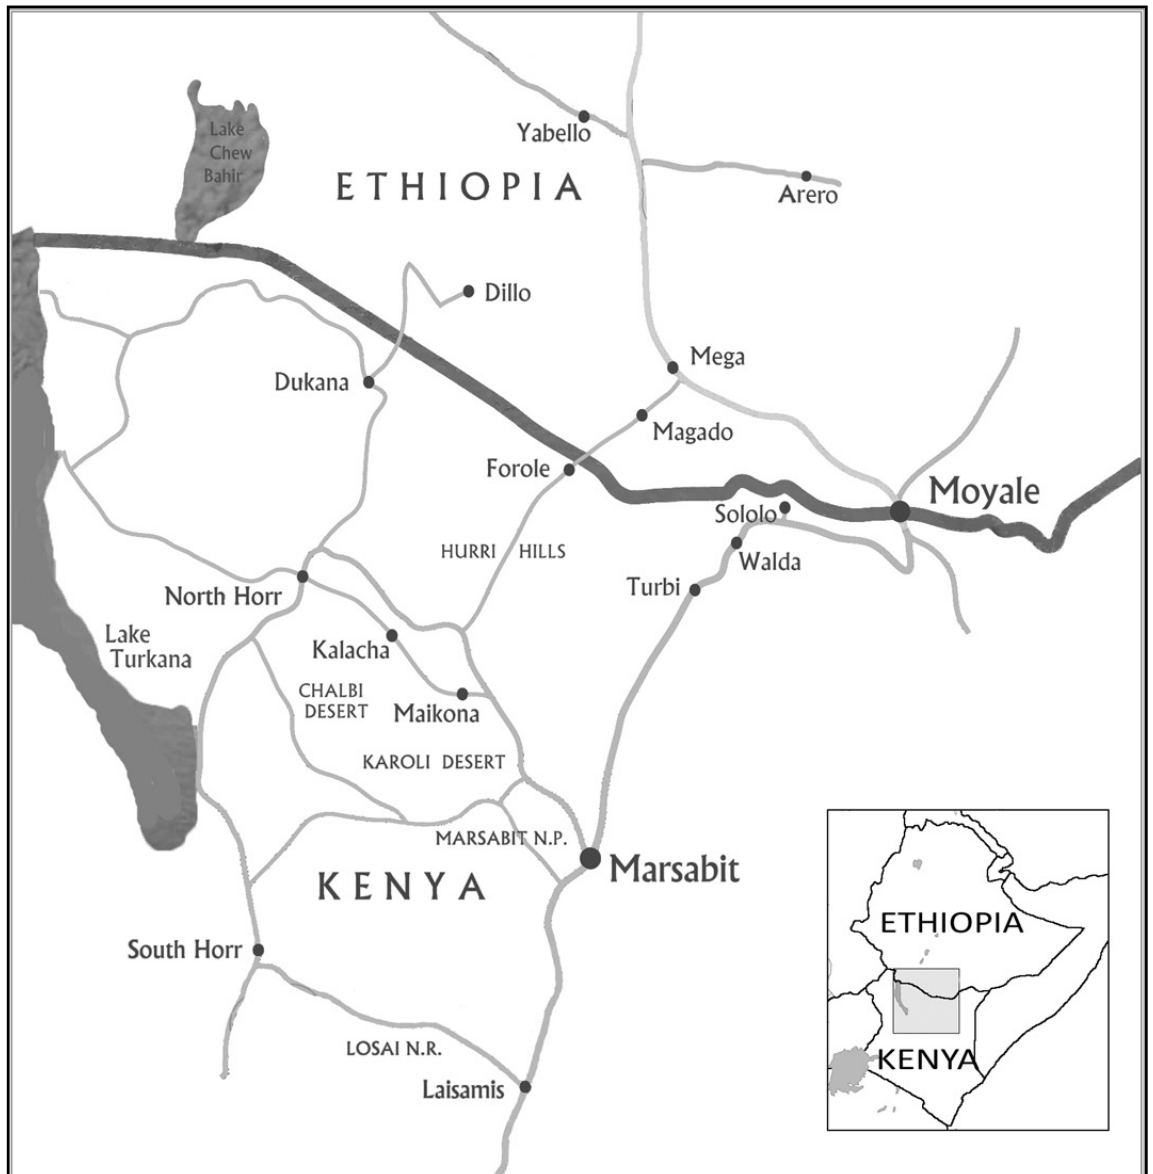 Lake
Chew
Bahir
Yabello
ETHIOPIA
Arero
Dillo
Mega
Dukana
Magado
Forole
Moyale
Sololo
HURRI HILLS
Walda
Turbi
North Horr
Lake
Turkana
Kalacha
CHALBI
DESERT
Maikona
KAROLI DESERT
MARSABIT N.P.
Marsabit
KENYA
South Horr
LOSAI N.R.
Laisamis
ETHIOPIA
KENYA